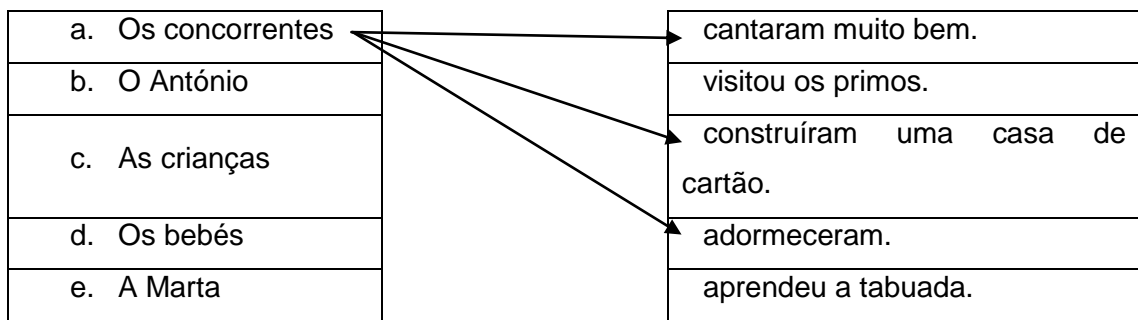 a. Os concorrentes
cantaram muito bem.
b. O António
visitou os primos.
c. As crianças
construíram uma casa de
cartão.
d. Os bebés
adormeceram.
e. A Marta
aprendeu a tabuada.